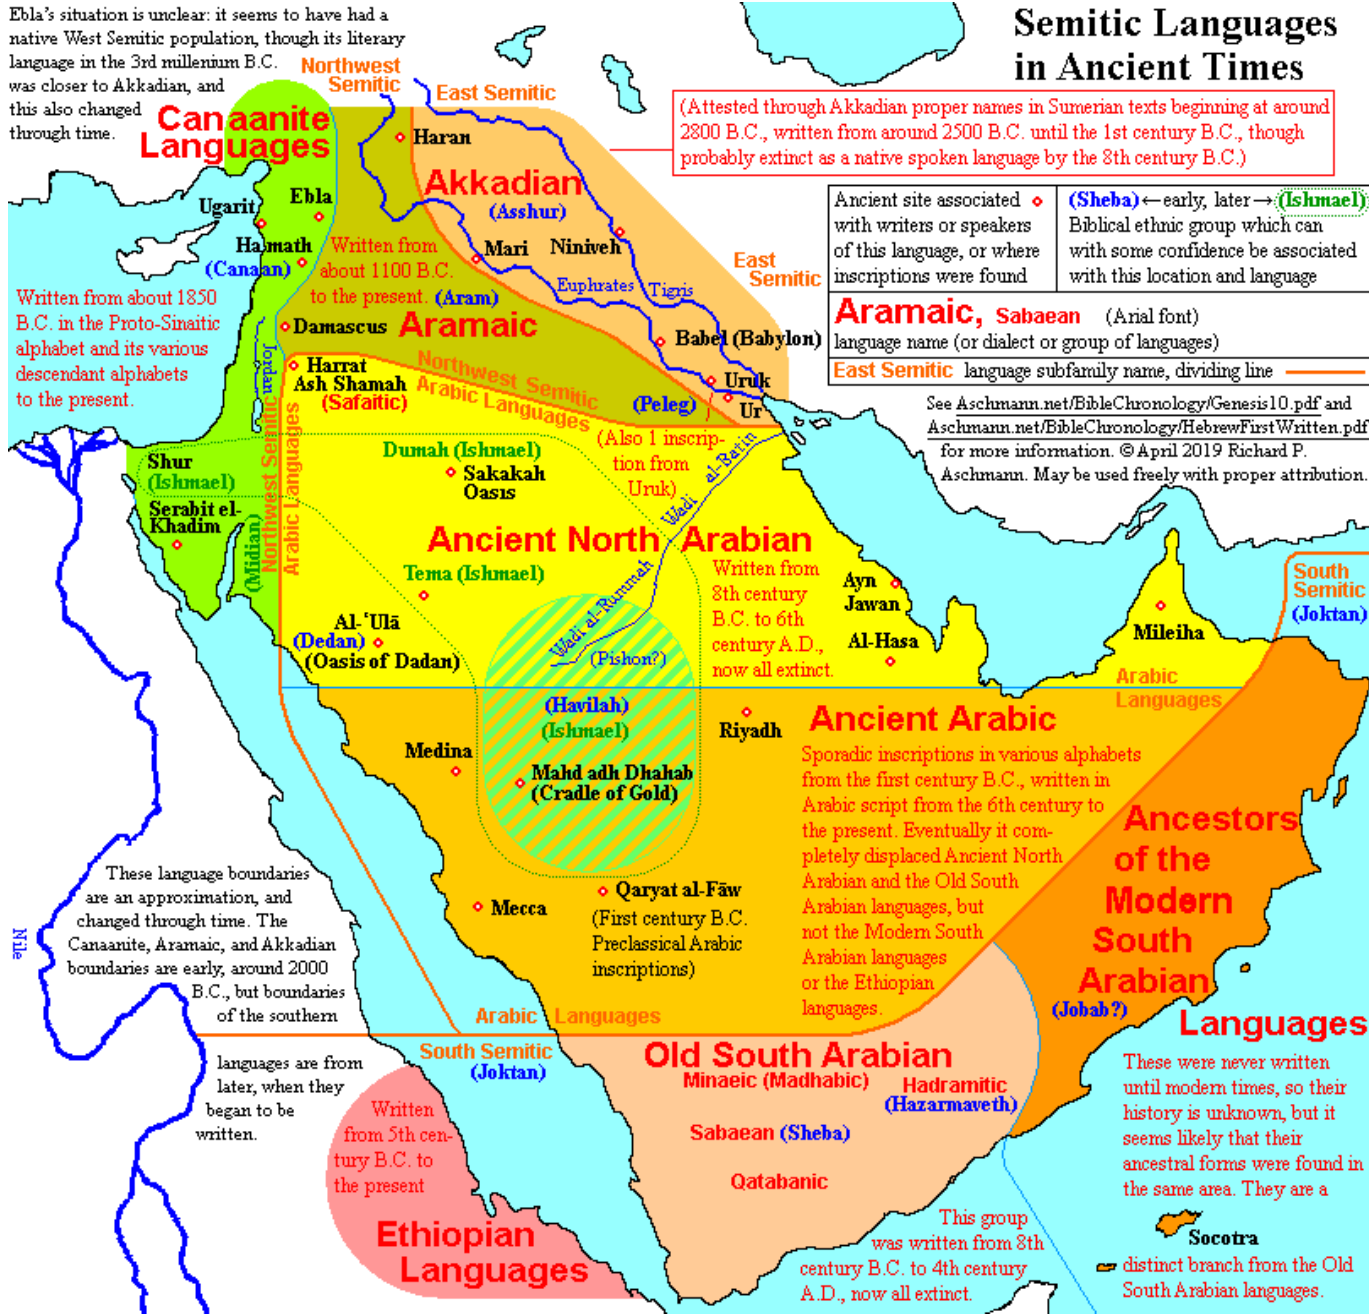 Ebla's situation is unclear: it seems to have had a
native West Semitic population, though its literary
language in the 3rd millenium B.C.
was closer to Akkadian, and
this also changed
through time.
Semitic Languages
in Ancient Times
Northwest
Semitic
East Semitic
(Attested through Akkadian proper names in Sumerian texts beginning at around
2800 B.C., written from around 2500 B.C. until the 1st century B.C., though
probably extinct as a native spoken language by the 8th century B.C.)
Canaanite
Languages
Haran
Akkadian
(Asshur)
Ebla
Ugarit
Hamath
(Canaan)
Mari
Niniveh
East
Semitic
Euphrates
Tigris
Ancient site associated
with writers or speakers
of this language, or where
inscriptions were found
(Sheba) ←early, later→ (Ishmael)
Biblical ethnic group which can
with some confidence be associated
with this location and language
Aramaic, Sabaean (Arial font)
language name (or dialect or group of languages)
East Semitic language subfamily name, dividing line
See Aschmann.net/BibleChronology/Genesis10.pdf and
Aschmann.net/BibleChronology/HebrewFirstWritten.pdf
for more information. © April 2019 Richard P.
Aschmann. May be used freely with proper attribution.
Written from
about 1100 B.C.
to the present. (Aram)
Aramaic
Written from about 1850
B.C. in the Proto-Sinaitic
alphabet and its various
descendant alphabets
to the present.
Damascus
Jordan
Babel (Babylon)
Harrat
Ash Shamah
(Safaitic)
Northwest Semitic
Arabic Languages
Uruk
Ur
(Peleg)
(Also 1 inscrip-
tion from
Uruk)
Wadi al-Batin
Dumah (Ishmael)
Sakakah
Oasis
Shur
(Ishmael)
Serabit el-
Khadim
(Midian)
Northwest Semitic
Arabic Languages
Ancient North Arabian
Tema (Ishmael)
Written from
8th century
B.C. to 6th
century A.D.,
now all extinct.
Ayn
Jawan
Al-Hasa
Mileiha
South
Semitic
(Joktan)
Al-ʿUlā
(Dedan)
(Oasis of Dadan)
Wadi al-Rummah
(Pishon?)
Arabic
Languages
(Havilah)
(Ishmael)
Medina
Mahd adh Dhahab
(Cradle of Gold)
Riyadh
Ancient Arabic
Sporadic inscriptions in various alphabets
from the first century B.C., written in
Arabic script from the 6th century to
the present. Eventually it com-
pletely displaced Ancient North
Arabian and the Old South
Arabian languages, but
not the Modern South
Arabian languages
or the Ethiopian
languages.
Mecca
Qaryat al-Fāw
(First century B.C.
Preclassical Arabic
inscriptions)
Ancestors
of the
Modern
South
Arabian
(Jobab?)
Languages
These were never written
until modern times, so their
history is unknown, but it
seems likely that their
ancestral forms were found in
the same area. They are a
Socotra
distinct branch from the Old
South Arabian languages.
Nile
These language boundaries
are an approximation, and
changed through time. The
Canaanite, Aramaic, and Akkadian
boundaries are early, around 2000
B.C., but boundaries
of the southern
languages are from
later, when they
began to be
written.
Arabic Languages
South Semitic
(Joktan)
Old South Arabian
Minaeic (Madhabic)
Hadramitic
(Hazarmaveth)
Sabaean (Sheba)
Qatabanic
This group
was written from 8th
century B.C. to 4th century
A.D., now all extinct.
Written
from 5th cen-
tury B.C. to
the present
Ethiopian
Languages